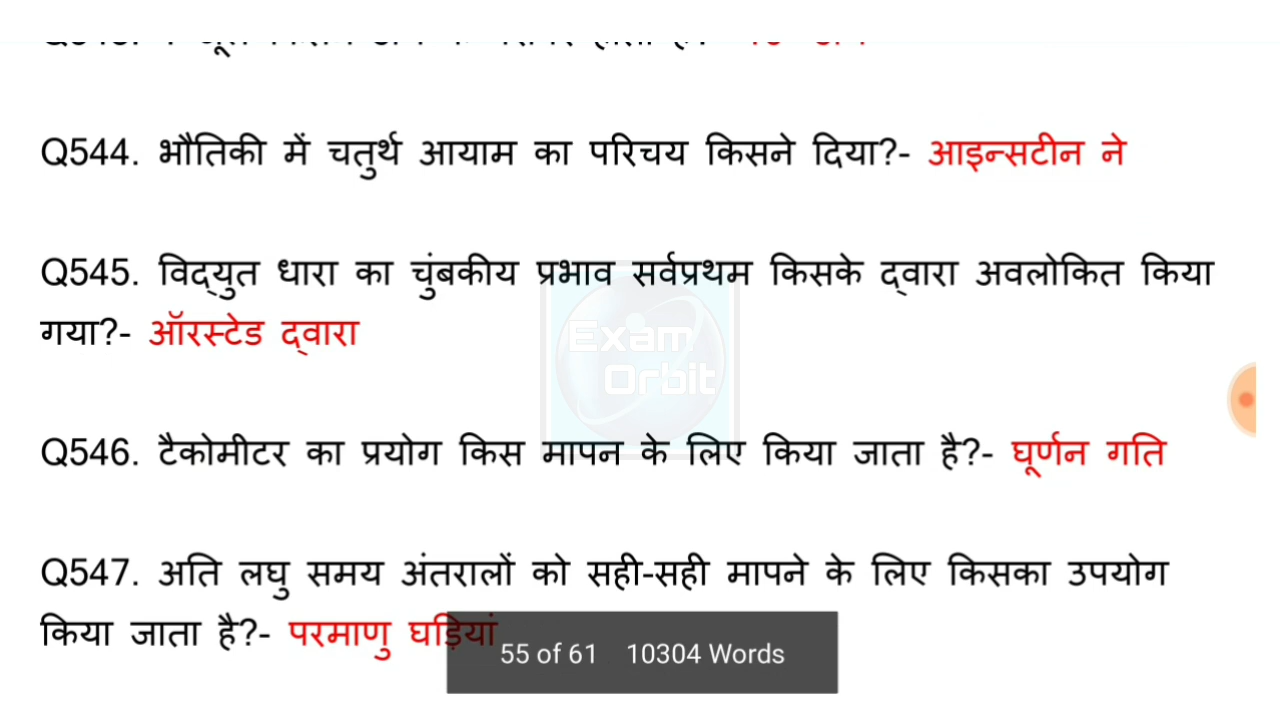 Q544. भौतिकी में चतुर्थ आयाम का परिचय किसने दिया?- आइन्सटीन ने
Q545. विद्युत धारा का चुंबकीय प्रभाव सर्वप्रथम किसके द्वारा अवलोकित किया
गया?- ऑरस्टेड द्वारा
Exam
Orbit
Q546. टैकोमीटर का प्रयोग किस मापन के लिए किया जाता है?- घूर्णन गति
Q547. अति लघु समय अंतरालों को सही-सही मापने के लिए किसका उपयोग
किया जाता है?- परमाणु घड़ियां
55 of 61 10304 Words